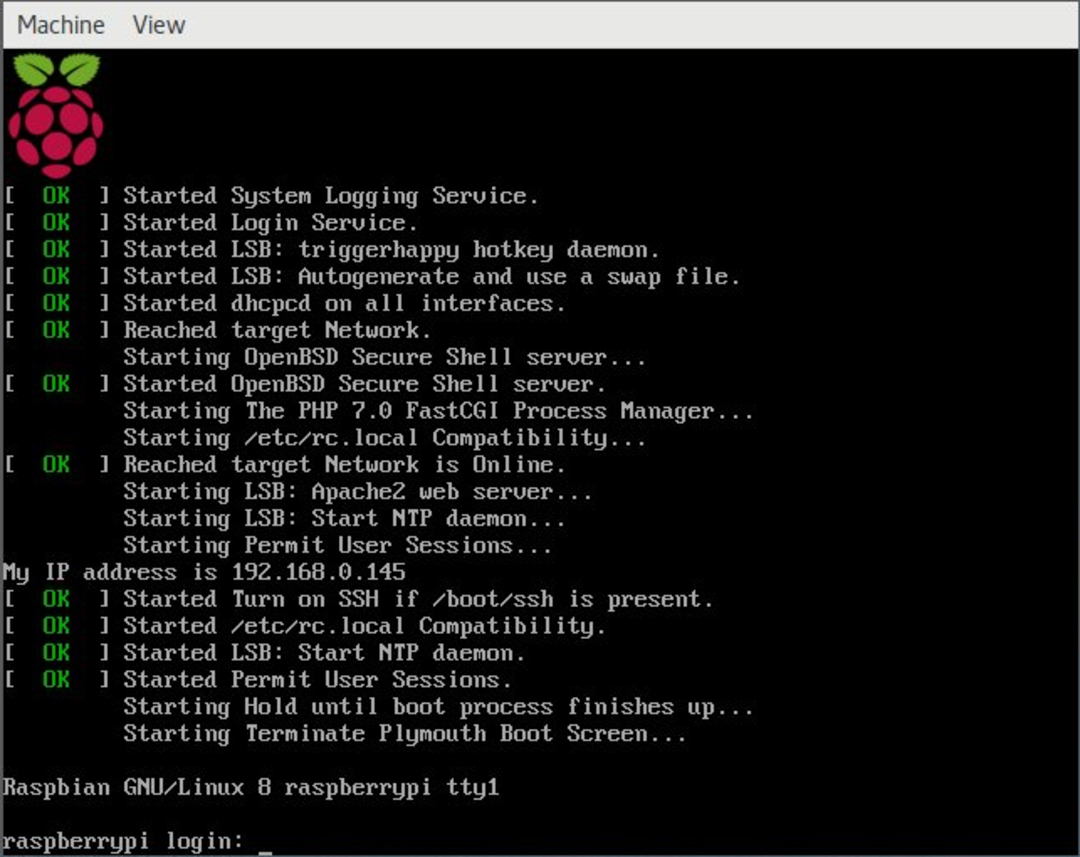 Machine View
[ OK ] Started System Logging Service.
[ OK ] Started Login Service.
[ OK ] Started LSB: triggerhappy hotkey daemon.
[ OK ] Started LSB: Autogenerate and use a swap file.
[ OK ] Started dhcpcd on all interfaces.
[ OK ] Reached target Network.
Starting OpenBSD Secure Shell server...
[ OK ] Started OpenBSD Secure Shell server.
Starting The PHP 7.0 FastCGI Process Manager...
Starting /etc/rc.local Compatibility...
[ OK ] Reached target Network is Online.
Starting LSB: Apache2 web server...
Starting LSB: Start NTP daemon...
Starting Permit User Sessions...
My IP address is 192.168.0.145
[ OK ] Started Turn on SSH if /boot/ssh is present.
[ OK ] Started /etc/rc.local Compatibility.
[ OK ] Started LSB: Start NTP daemon.
[ OK ] Started Permit User Sessions.
Starting Hold until boot process finishes up...
Starting Terminate Plymouth Boot Screen...
Raspbian GNU/Linux 8 raspberrypi tty1
raspberrypi login: _